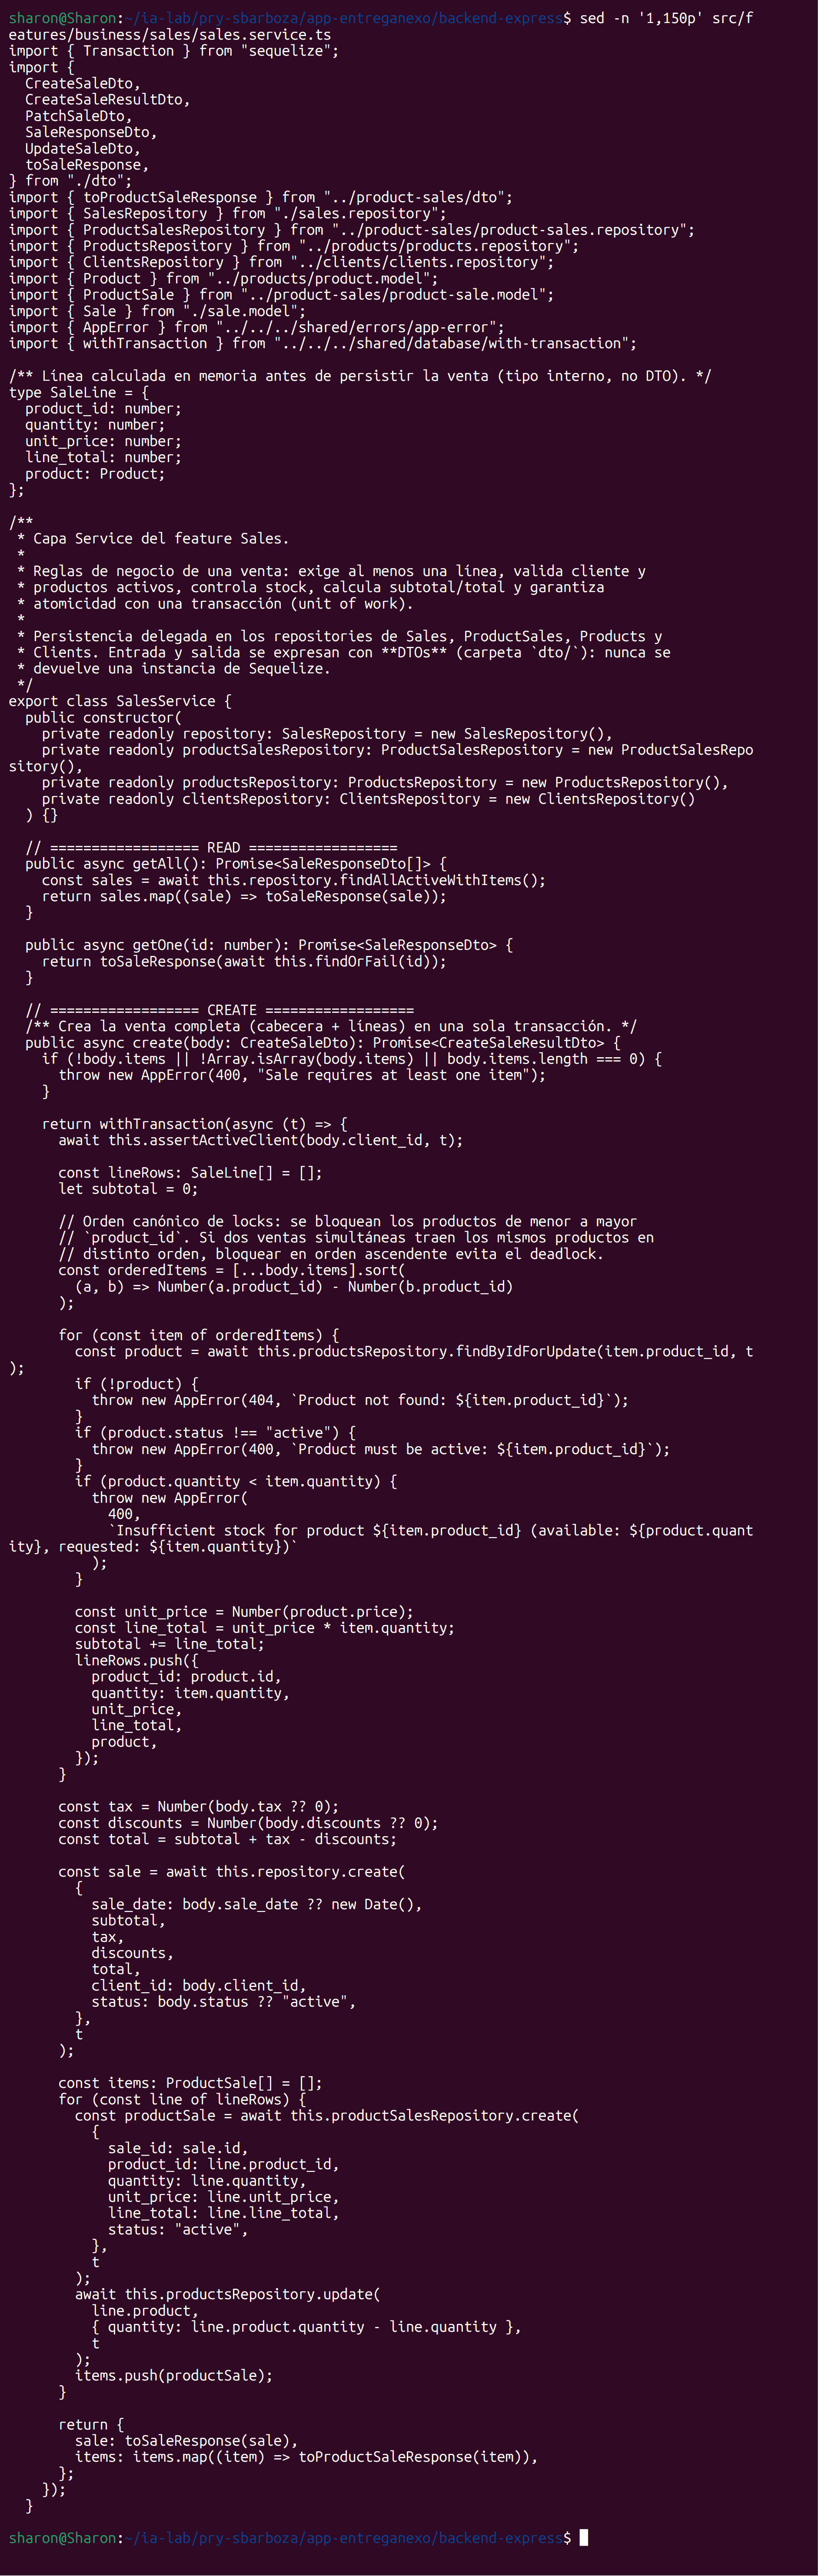 sharon@Sharon:~/ia-lab/pry-sbarboza/app-entreganexo/backend-express$ sed -n '1,150p' src/f
eatures/business/sales/sales.service.ts
import { Transaction } from "sequelize";
import {
  CreateSaleDto,
  CreateSaleResultDto,
  PatchSaleDto,
  SaleResponseDto,
  UpdateSaleDto,
  toSaleResponse,
} from "./dto";
import { toProductSaleResponse } from "../product-sales/dto";
import { SalesRepository } from "./sales.repository";
import { ProductSalesRepository } from "../product-sales/product-sales.repository";
import { ProductsRepository } from "../products/products.repository";
import { ClientsRepository } from "../clients/clients.repository";
import { Product } from "../products/product.model";
import { ProductSale } from "../product-sales/product-sale.model";
import { Sale } from "./sale.model";
import { AppError } from "../../../shared/errors/app-error";
import { withTransaction } from "../../../shared/database/with-transaction";

/** Línea calculada en memoria antes de persistir la venta (tipo interno, no DTO). */
type SaleLine = {
  product_id: number;
  quantity: number;
  unit_price: number;
  line_total: number;
  product: Product;
};

/**
 * Capa Service del feature Sales.
 *
 * Reglas de negocio de una venta: exige al menos una línea, valida cliente y
 * productos activos, controla stock, calcula subtotal/total y garantiza
 * atomicidad con una transacción (unit of work).
 *
 * Persistencia delegada en los repositories de Sales, ProductSales, Products y
 * Clients. Entrada y salida se expresan con **DTOs** (carpeta `dto/`): nunca se
 * devuelve una instancia de Sequelize.
 */
export class SalesService {
  public constructor(
    private readonly repository: SalesRepository = new SalesRepository(),
    private readonly productSalesRepository: ProductSalesRepository = new ProductSalesRepo
sitory(),
    private readonly productsRepository: ProductsRepository = new ProductsRepository(),
    private readonly clientsRepository: ClientsRepository = new ClientsRepository()
  ) {}

  // ================== READ ==================
  public async getAll(): Promise<SaleResponseDto[]> {
    const sales = await this.repository.findAllActiveWithItems();
    return sales.map((sale) => toSaleResponse(sale));
  }

  public async getOne(id: number): Promise<SaleResponseDto> {
    return toSaleResponse(await this.findOrFail(id));
  }

  // ================== CREATE ==================
  /** Crea la venta completa (cabecera + líneas) en una sola transacción. */
  public async create(body: CreateSaleDto): Promise<CreateSaleResultDto> {
    if (!body.items || !Array.isArray(body.items) || body.items.length === 0) {
      throw new AppError(400, "Sale requires at least one item");
    }

    return withTransaction(async (t) => {
      await this.assertActiveClient(body.client_id, t);

      const lineRows: SaleLine[] = [];
      let subtotal = 0;

      // Orden canónico de locks: se bloquean los productos de menor a mayor
      // `product_id`. Si dos ventas simultáneas traen los mismos productos en
      // distinto orden, bloquear en orden ascendente evita el deadlock.
      const orderedItems = [...body.items].sort(
        (a, b) => Number(a.product_id) - Number(b.product_id)
      );

      for (const item of orderedItems) {
        const product = await this.productsRepository.findByIdForUpdate(item.product_id, t
);
        if (!product) {
          throw new AppError(404, `Product not found: ${item.product_id}`);
        }
        if (product.status !== "active") {
          throw new AppError(400, `Product must be active: ${item.product_id}`);
        }
        if (product.quantity < item.quantity) {
          throw new AppError(
            400,
            `Insufficient stock for product ${item.product_id} (available: ${product.quant
ity}, requested: ${item.quantity})`
          );
        }

        const unit_price = Number(product.price);
        const line_total = unit_price * item.quantity;
        subtotal += line_total;
        lineRows.push({
          product_id: product.id,
          quantity: item.quantity,
          unit_price,
          line_total,
          product,
        });
      }

      const tax = Number(body.tax ?? 0);
      const discounts = Number(body.discounts ?? 0);
      const total = subtotal + tax - discounts;

      const sale = await this.repository.create(
        {
          sale_date: body.sale_date ?? new Date(),
          subtotal,
          tax,
          discounts,
          total,
          client_id: body.client_id,
          status: body.status ?? "active",
        },
        t
      );

      const items: ProductSale[] = [];
      for (const line of lineRows) {
        const productSale = await this.productSalesRepository.create(
          {
            sale_id: sale.id,
            product_id: line.product_id,
            quantity: line.quantity,
            unit_price: line.unit_price,
            line_total: line.line_total,
            status: "active",
          },
          t
        );
        await this.productsRepository.update(
          line.product,
          { quantity: line.product.quantity - line.quantity },
          t
        );
        items.push(productSale);
      }

      return {
        sale: toSaleResponse(sale),
        items: items.map((item) => toProductSaleResponse(item)),
      };
    });
  }

sharon@Sharon:~/ia-lab/pry-sbarboza/app-entreganexo/backend-express$